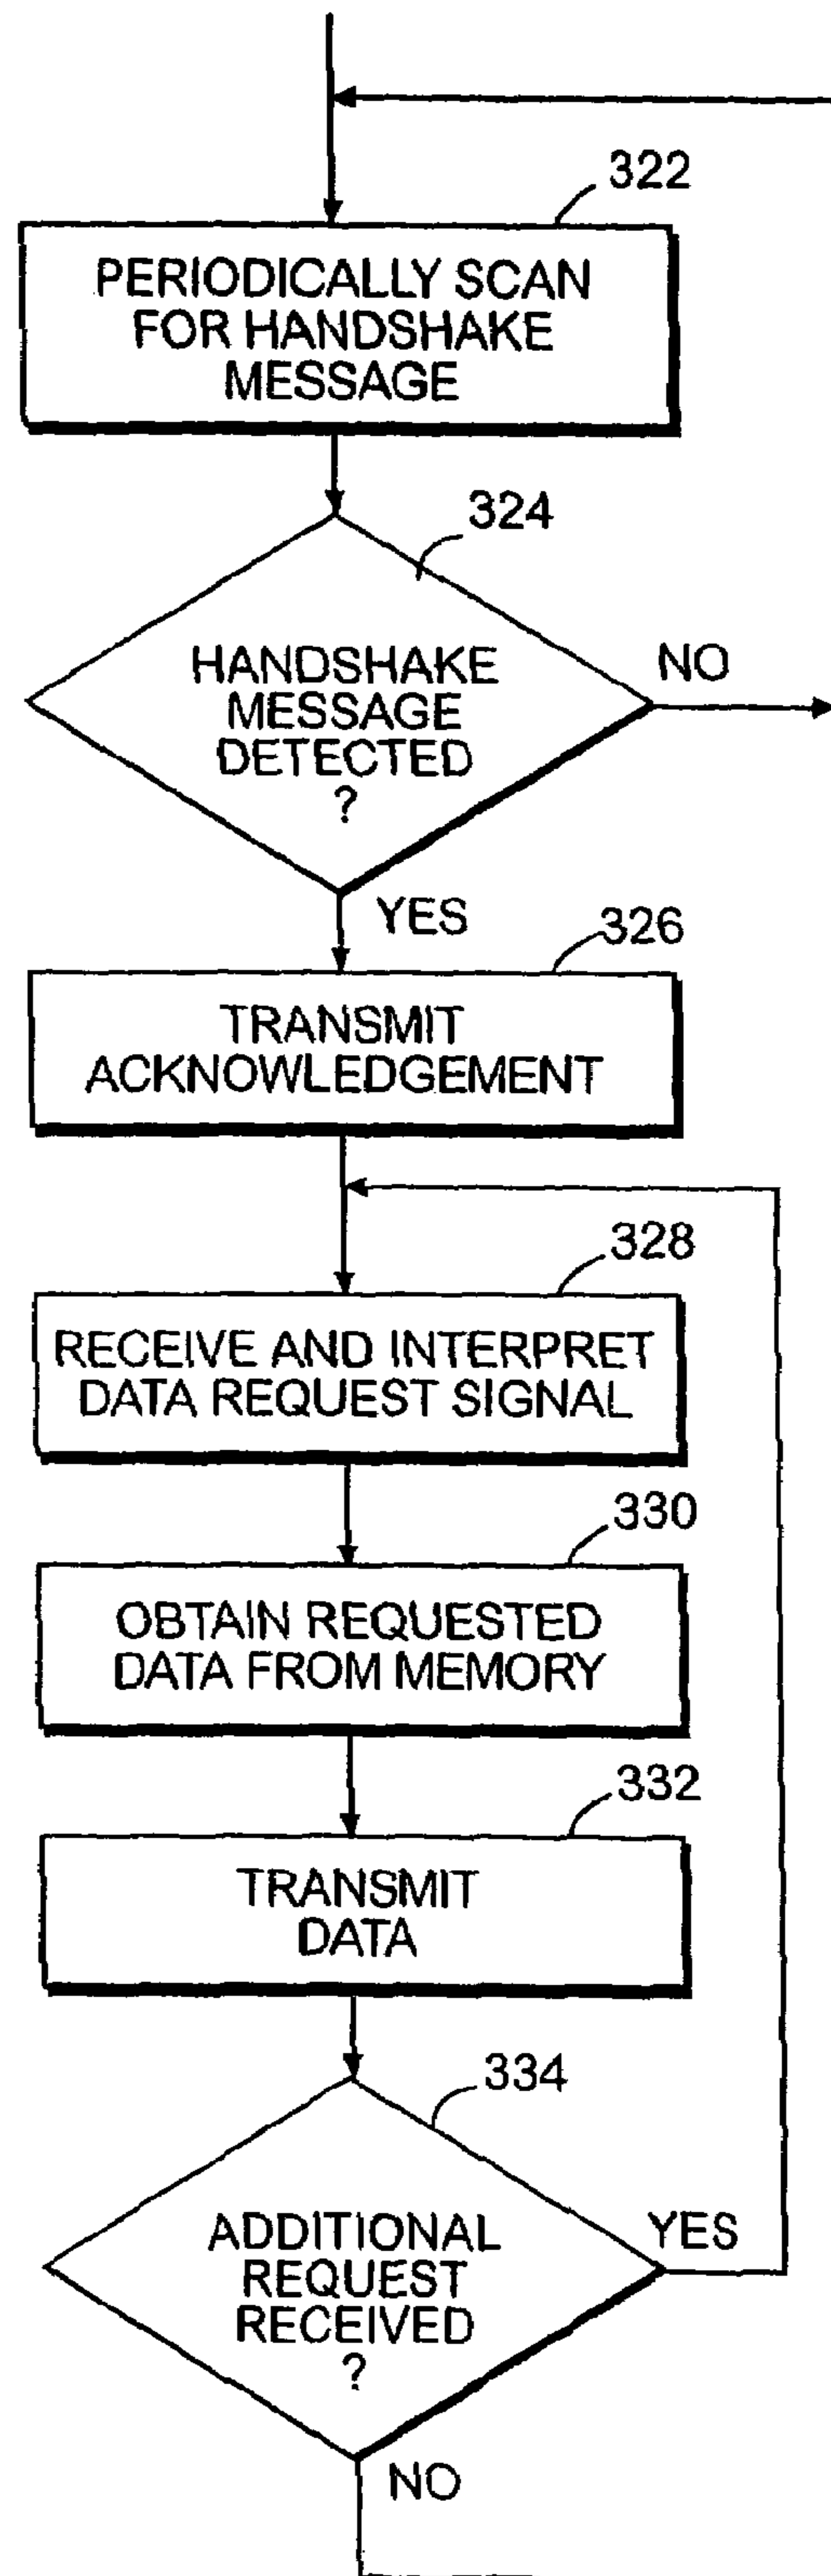 322
PERIODICALLY SCAN
FOR HANDSHAKE
MESSAGE
324
HANDSHAKE
MESSAGE
DETECTED
?
NO
YES
326
TRANSMIT
ACKNOWLEDGEMENT
328
RECEIVE AND INTERPRET
DATA REQUEST SIGNAL
330
OBTAIN REQUESTED
DATA FROM MEMORY
332
TRANSMIT
DATA
334
ADDITIONAL
REQUEST
RECEIVED
?
YES
NO